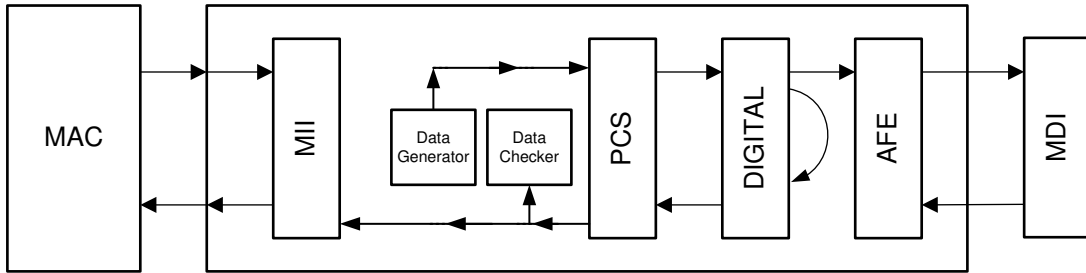 MAC
MII
Data
Generator
Data
Checker
PCS
DIGITAL
AFE
MDI